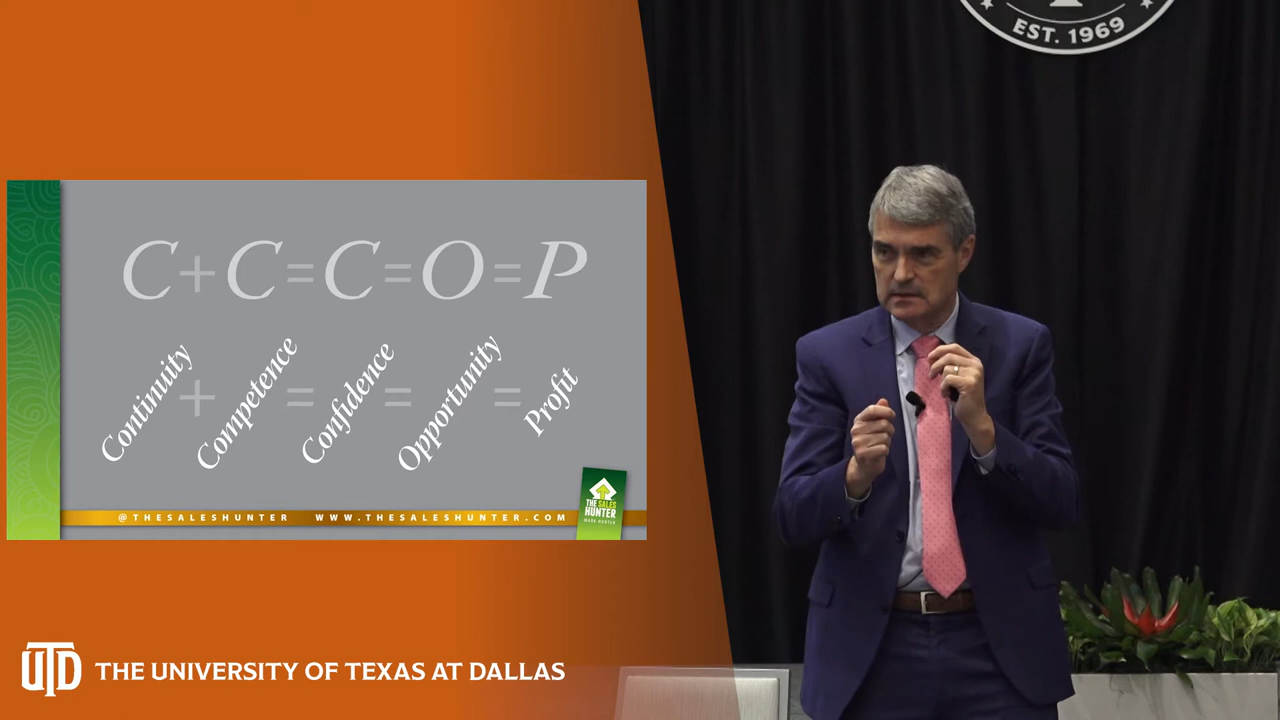 EST. 1969
C + C = C = O = P
Continuity + Competence = Confidence = Opportunity = Profit
THE SALES
HUNTER
MARK HUNTER
@THESALESHUNTER WWW.THESALESHUNTER.COM
UTD THE UNIVERSITY OF TEXAS AT DALLAS